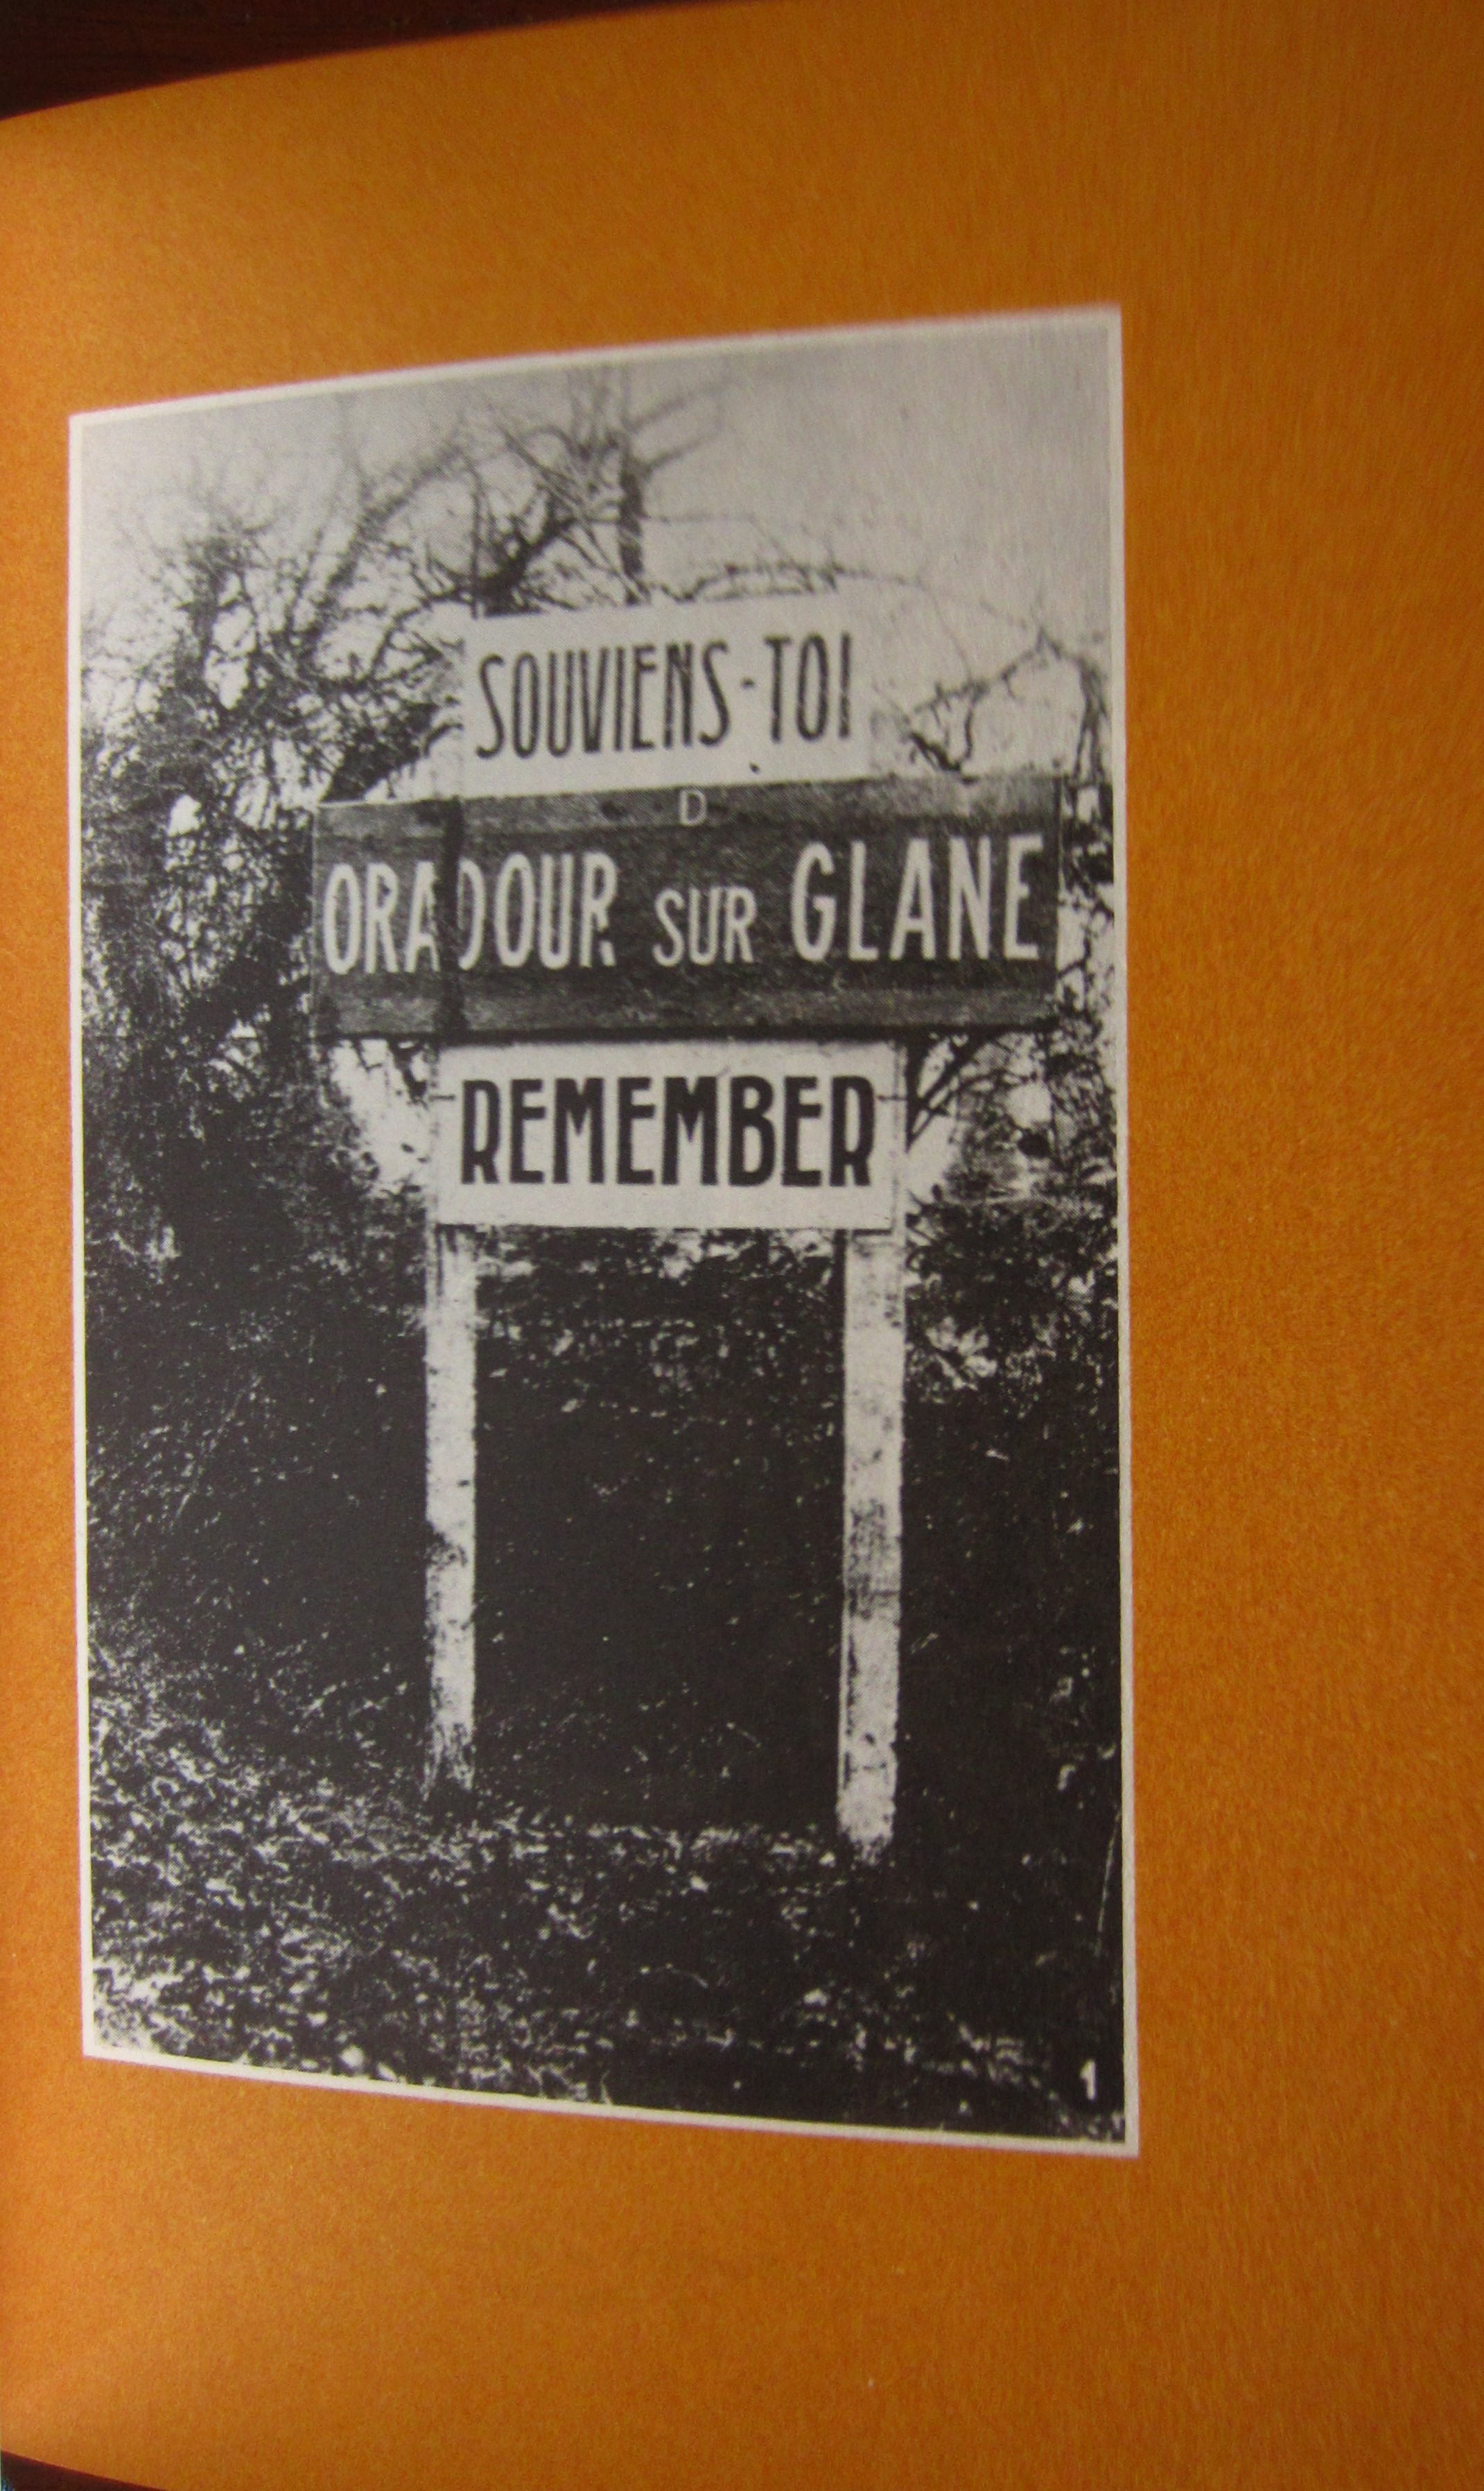 SOUVIENS-TOI
D
ORADOUR SUR GLANE
REMEMBER
1